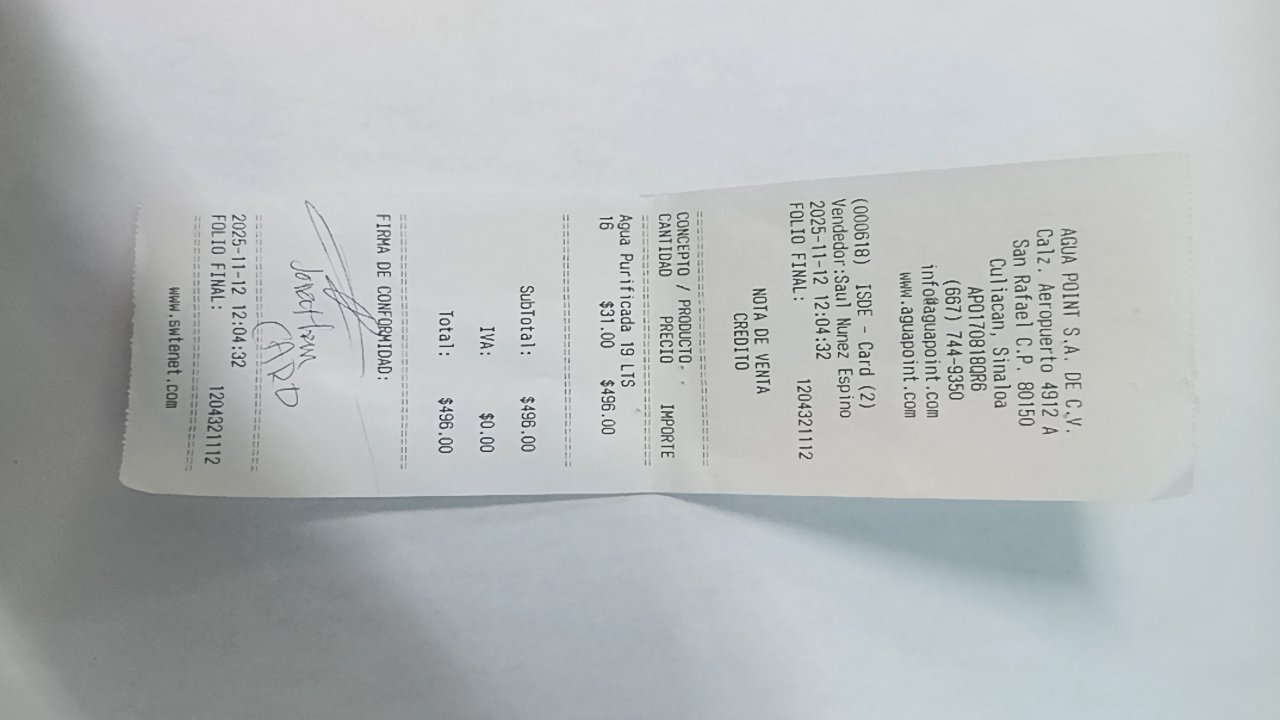 AGUA POINT S.A. DE C.V.
Calz. Aeropuerto 4912 A
San Rafael C.P. 80150
Culiacan, Sinaloa
APO170818QR6
(667) 744-9350
info@aguapoint.com
www.aguapoint.com
NOTA DE VENTA
CREDITO
(000618) ISDE - Card (2)
Vendedor:Saul Nunez Espino
2025-11-12 12:04:32
FOLIO FINAL: 1204321112
==============================
CONCEPTO / PRODUCTO.
CANTIDAD PRECIO IMPORTE
==============================
Agua Purificada 19 LTS
16 $31.00 $496.00
==============================
SubTotal: $496.00
IVA: $0.00
Total: $496.00
==============================
FIRMA DE CONFORMIDAD:
Jonathan
CARD
==============================
2025-11-12 12:04:32
FOLIO FINAL: 1204321112
==============================
www.swtenet.com